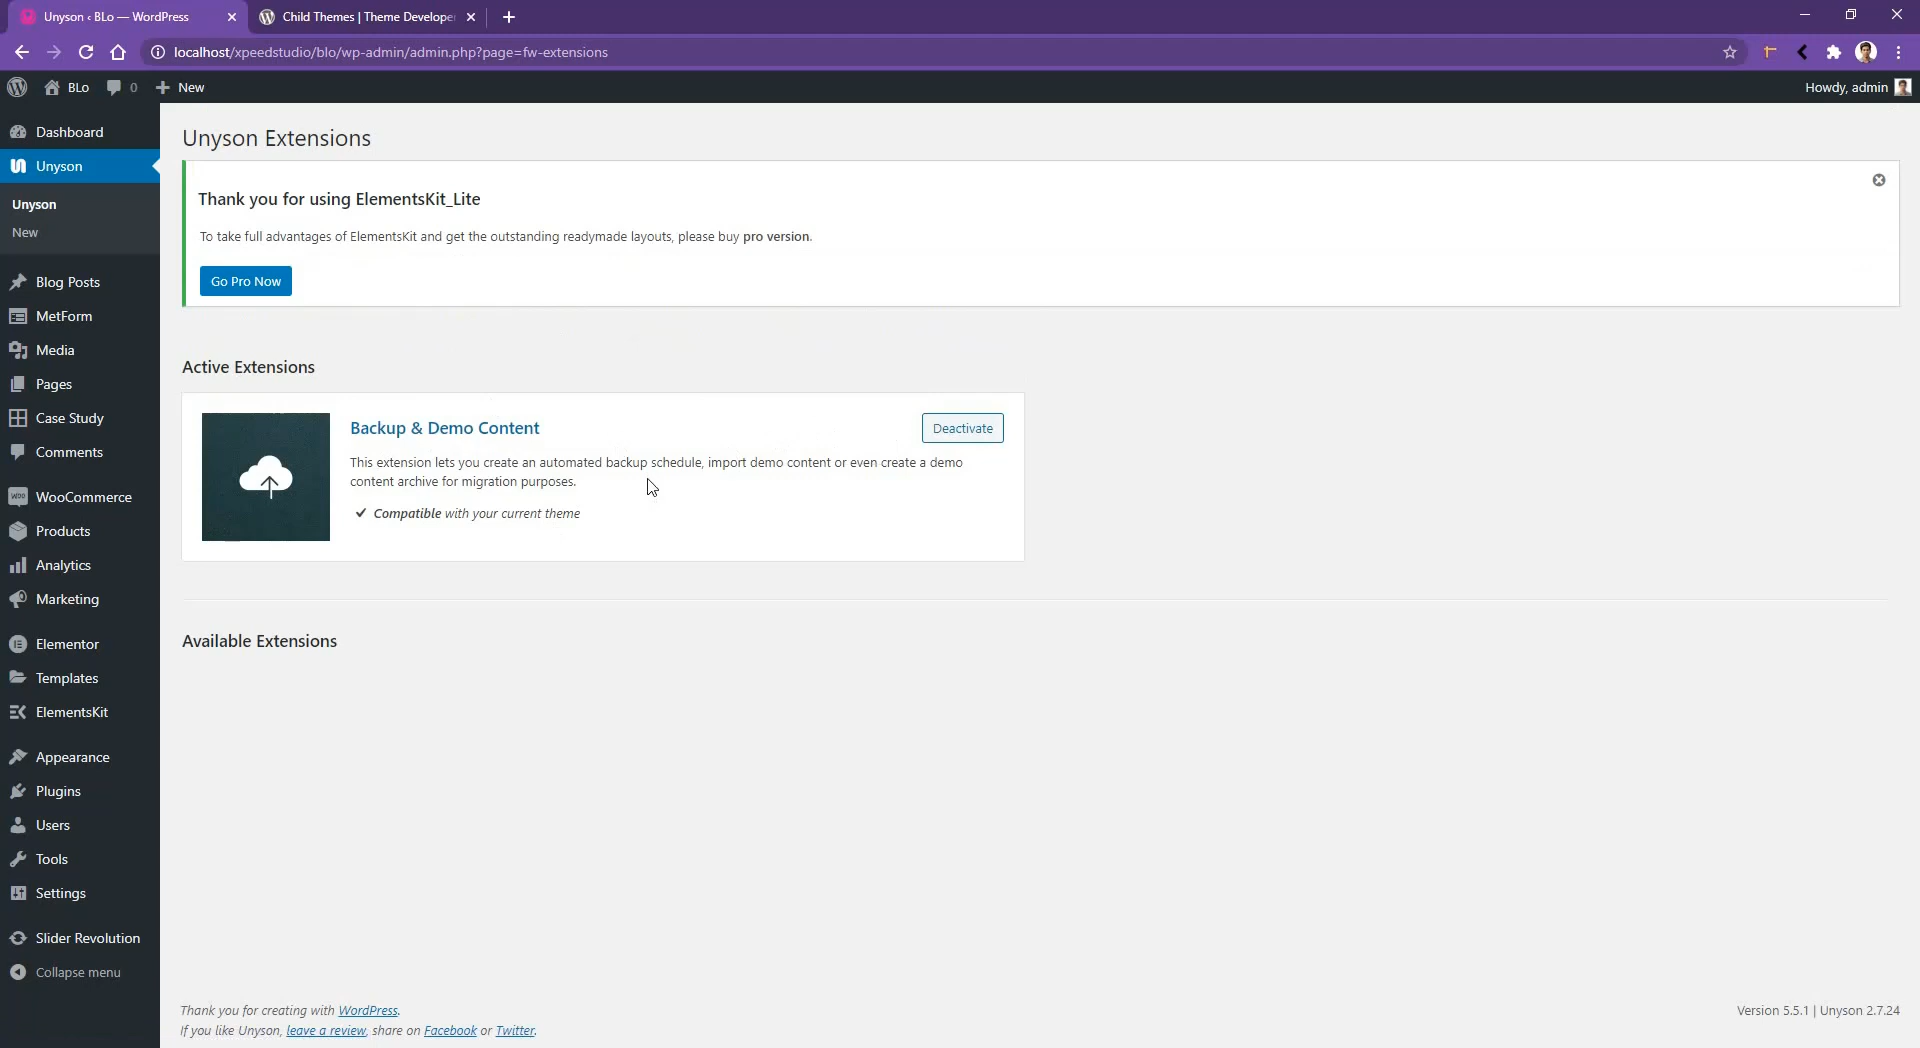 Unyson ‹ BLo — WordPress
Child Themes | Theme Developer
localhost/xpeedstudio/blo/wp-admin/admin.php?page=fw-extensions
BLo
0
New
Howdy, admin
Dashboard
Unyson
Unyson
New
Blog Posts
MetForm
Media
Pages
Case Study
Comments
WooCommerce
Products
Analytics
Marketing
Elementor
Templates
ElementsKit
Appearance
Plugins
Users
Tools
Settings
Slider Revolution
Collapse menu
Unyson Extensions
Thank you for using ElementsKit_Lite
To take full advantages of ElementsKit and get the outstanding readymade layouts, please buy pro version.
Go Pro Now
Active Extensions
Backup & Demo Content
Deactivate
This extension lets you create an automated backup schedule, import demo content or even create a demo
content archive for migration purposes.
Compatible with your current theme
Available Extensions
Thank you for creating with WordPress.
If you like Unyson, leave a review, share on Facebook or Twitter.
Version 5.5.1 | Unyson 2.7.24